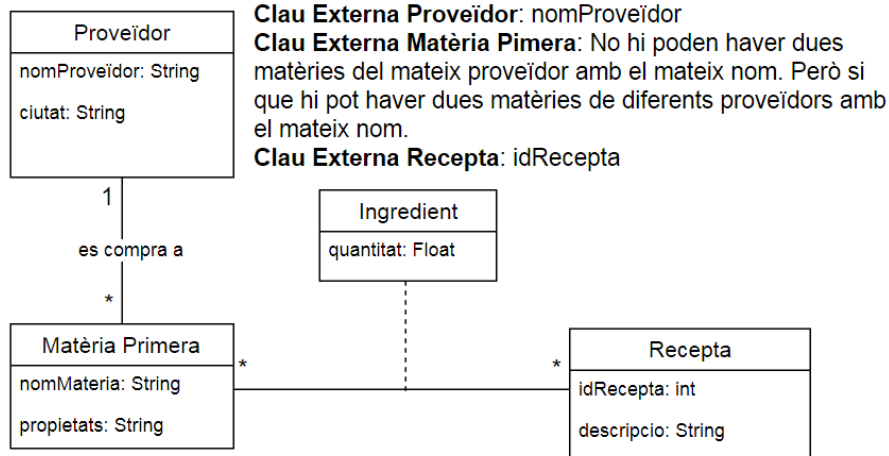 Proveïdor
nomProveïdor: String
ciutat: String
Clau Externa Proveïdor: nomProveïdor
Clau Externa Matèria Pimera: No hi poden haver dues
matèries del mateix proveïdor amb el mateix nom. Però si
que hi pot haver dues matèries de diferents proveïdors amb
el mateix nom.
Clau Externa Recepta: idRecepta
1
es compra a
*
Ingredient
quantitat: Float
Matèria Primera
nomMateria: String
propietats: String
*
*
Recepta
idRecepta: int
descripcio: String